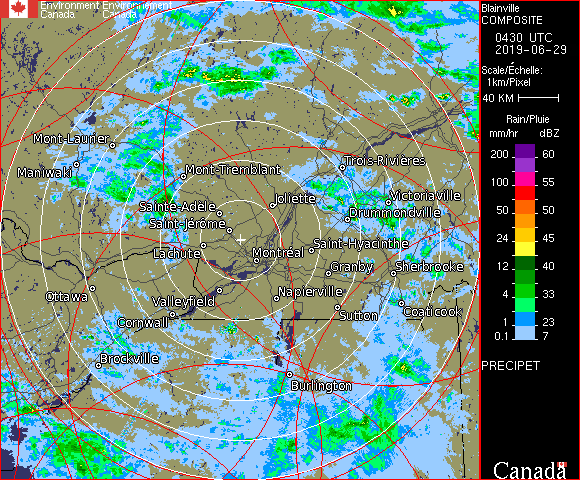 Environment Environnement
Canada Canada
Blainville
COMPOSITE
0430 UTC
2019-06-29
Scale/Échelle:
1km/Pixel
40 KM
Rain/Pluie
mm/hr dBZ
200 60
100 55
50 50
24 45
12 40
4 33
1 23
0.1 7
PRECIPET
Canada
Mont-Laurier
Maniwaki
Mont-Tremblant
Trois-Rivières
Sainte-Adele
Joliette
Victoriaville
Saint-Jérôme
Drummondville
Lachute
Montréal
Saint-Hyacinthe
Granby
Sherbrooke
Ottawa
Valleyfield
Napierville
Cornwall
Sutton
Coaticook
Brockville
Burlington